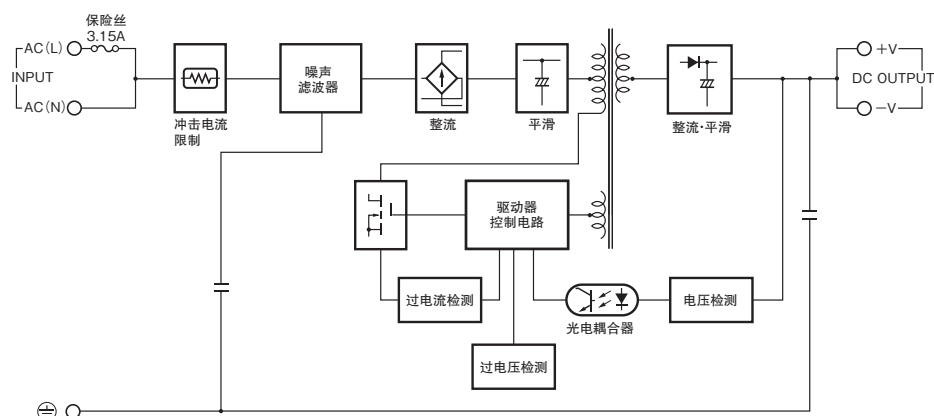 保险丝
3.15A
AC(L)
INPUT
AC(N)
冲击电流
限制
噪声
滤波器
整流
平滑
整流·平滑
+V
DC OUTPUT
−V
驱动器
控制电路
过电流检测
光电耦合器
电压检测
过电压检测